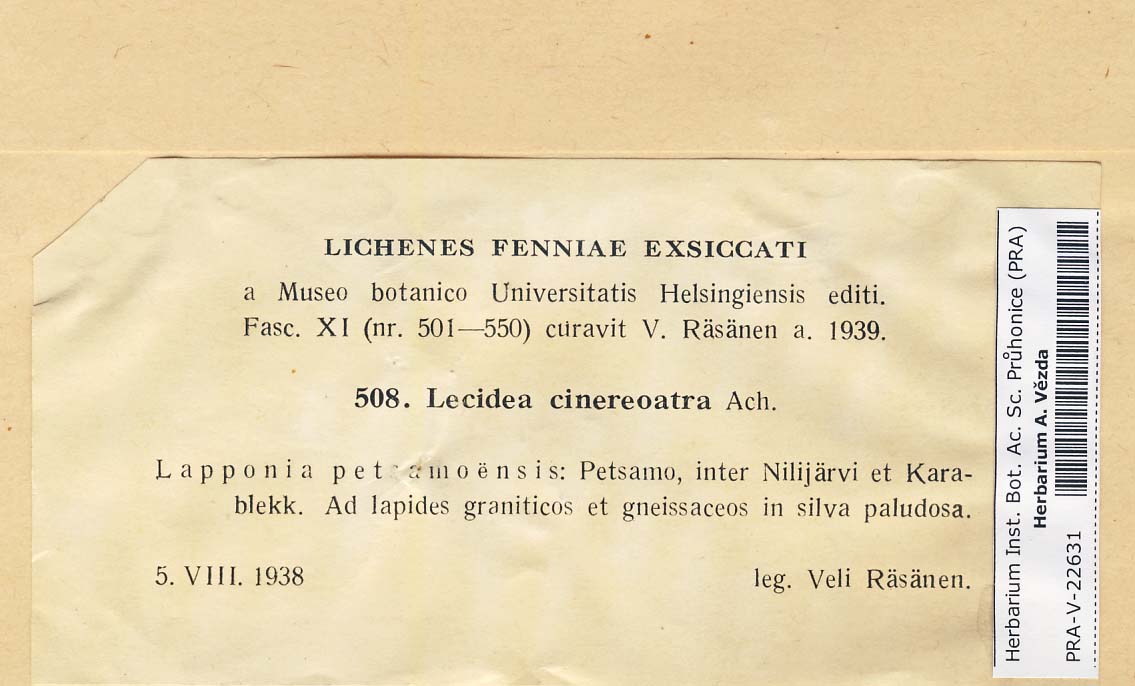 LICHENES FENNIAE EXSICCATI
a Museo botanico Universitatis Helsingiensis editi.
Fasc. XI (nr. 501—550) curavit V. Räsänen a. 1939.
508. Lecidea cinereoatra Ach.
Lapponia petsamoënsis: Petsamo, inter Nilijärvi et Kara-
blekk. Ad lapides graniticos et gneissaceos in silva paludosa.
5. VIII. 1938 leg. Veli Räsänen.
Herbarium Inst. Bot. Ac. Sc. Průhonice (PRA)
Herbarium A. Vězda
PRA-V-22631